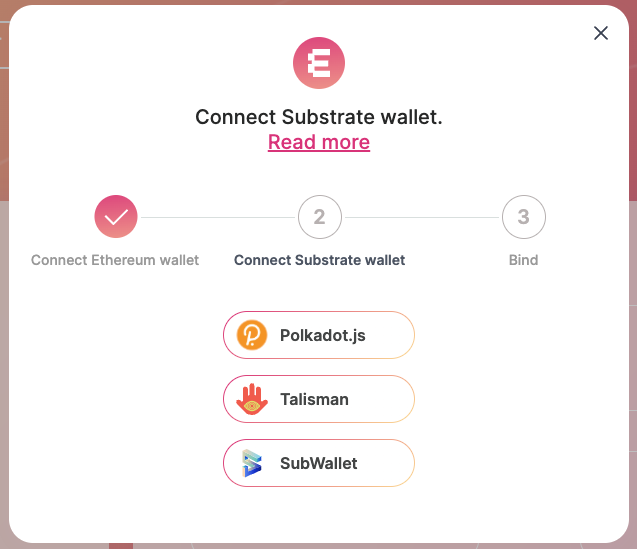 Connect Substrate wallet.
Read more
2
3
Connect Ethereum wallet
Connect Substrate wallet
Bind
Polkadot.js
Talisman
SubWallet